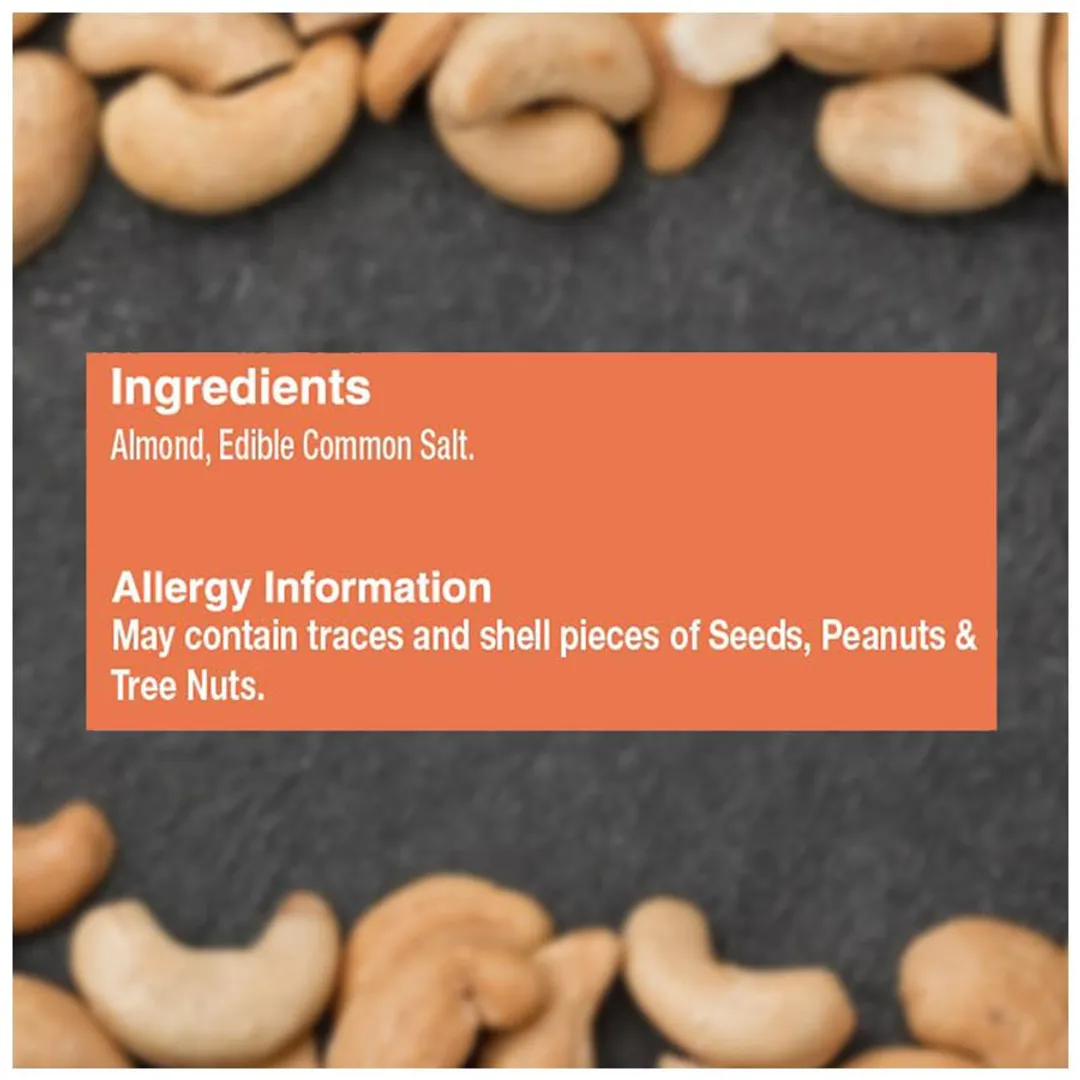 Ingredients
Almond, Edible Common Salt.
Allergy Information
May contain traces and shell pieces of Seeds, Peanuts &
Tree Nuts.